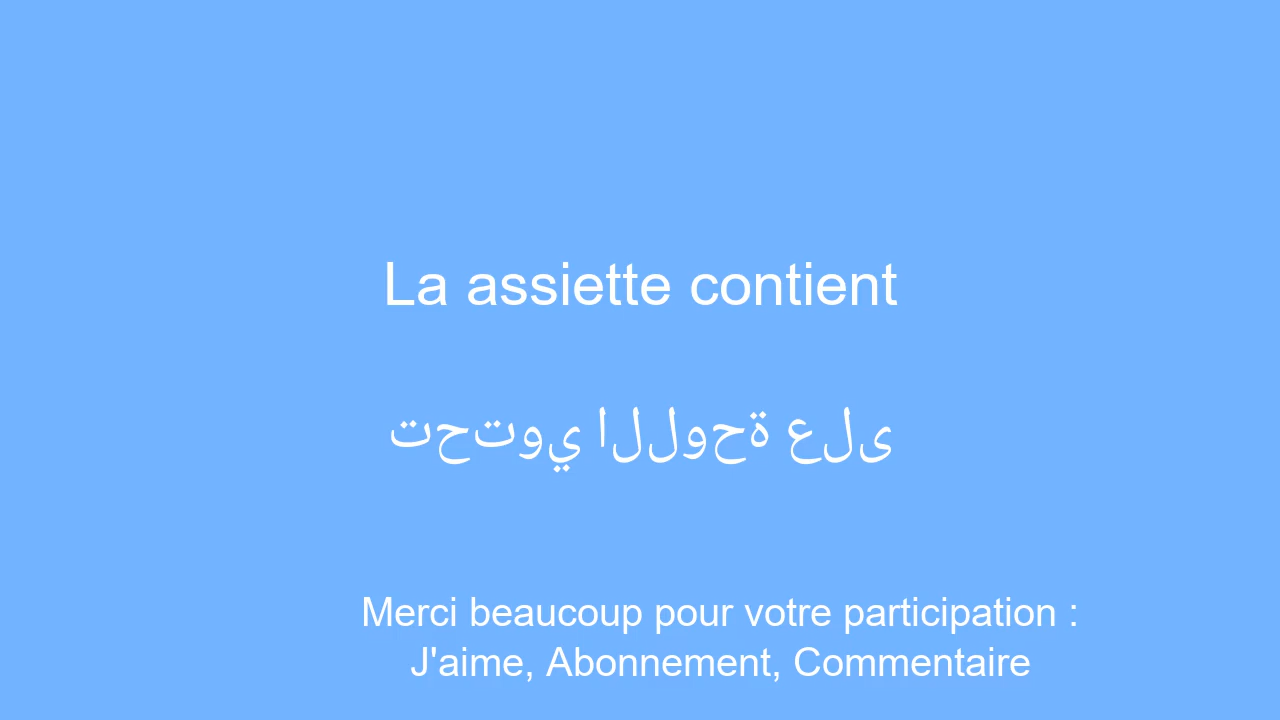 La assiette contient
تحتوي اللوحة على
Merci beaucoup pour votre participation :
J'aime, Abonnement, Commentaire